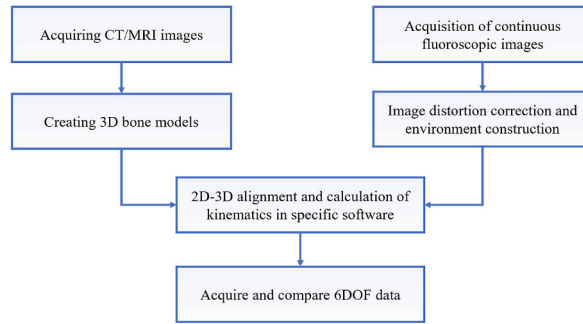 Acquiring CT/MRI images
Acquisition of continuous
fluoroscopic images
Creating 3D bone models
Image distortion correction and
environment construction
2D-3D alignment and calculation of
kinematics in specific software
Acquire and compare 6DOF data